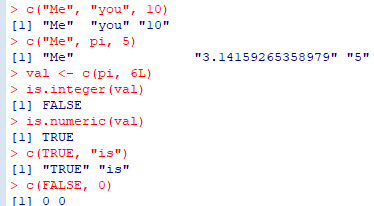 > c("Me", "you", 10)
[1] "Me"  "you" "10"
> c("Me", pi, 5)
[1] "Me"               "3.14159265358979" "5"
> val <- c(pi, 6L)
> is.integer(val)
[1] FALSE
> is.numeric(val)
[1] TRUE
> c(TRUE, "is")
[1] "TRUE" "is"
> c(FALSE, 0)
[1] 0 0